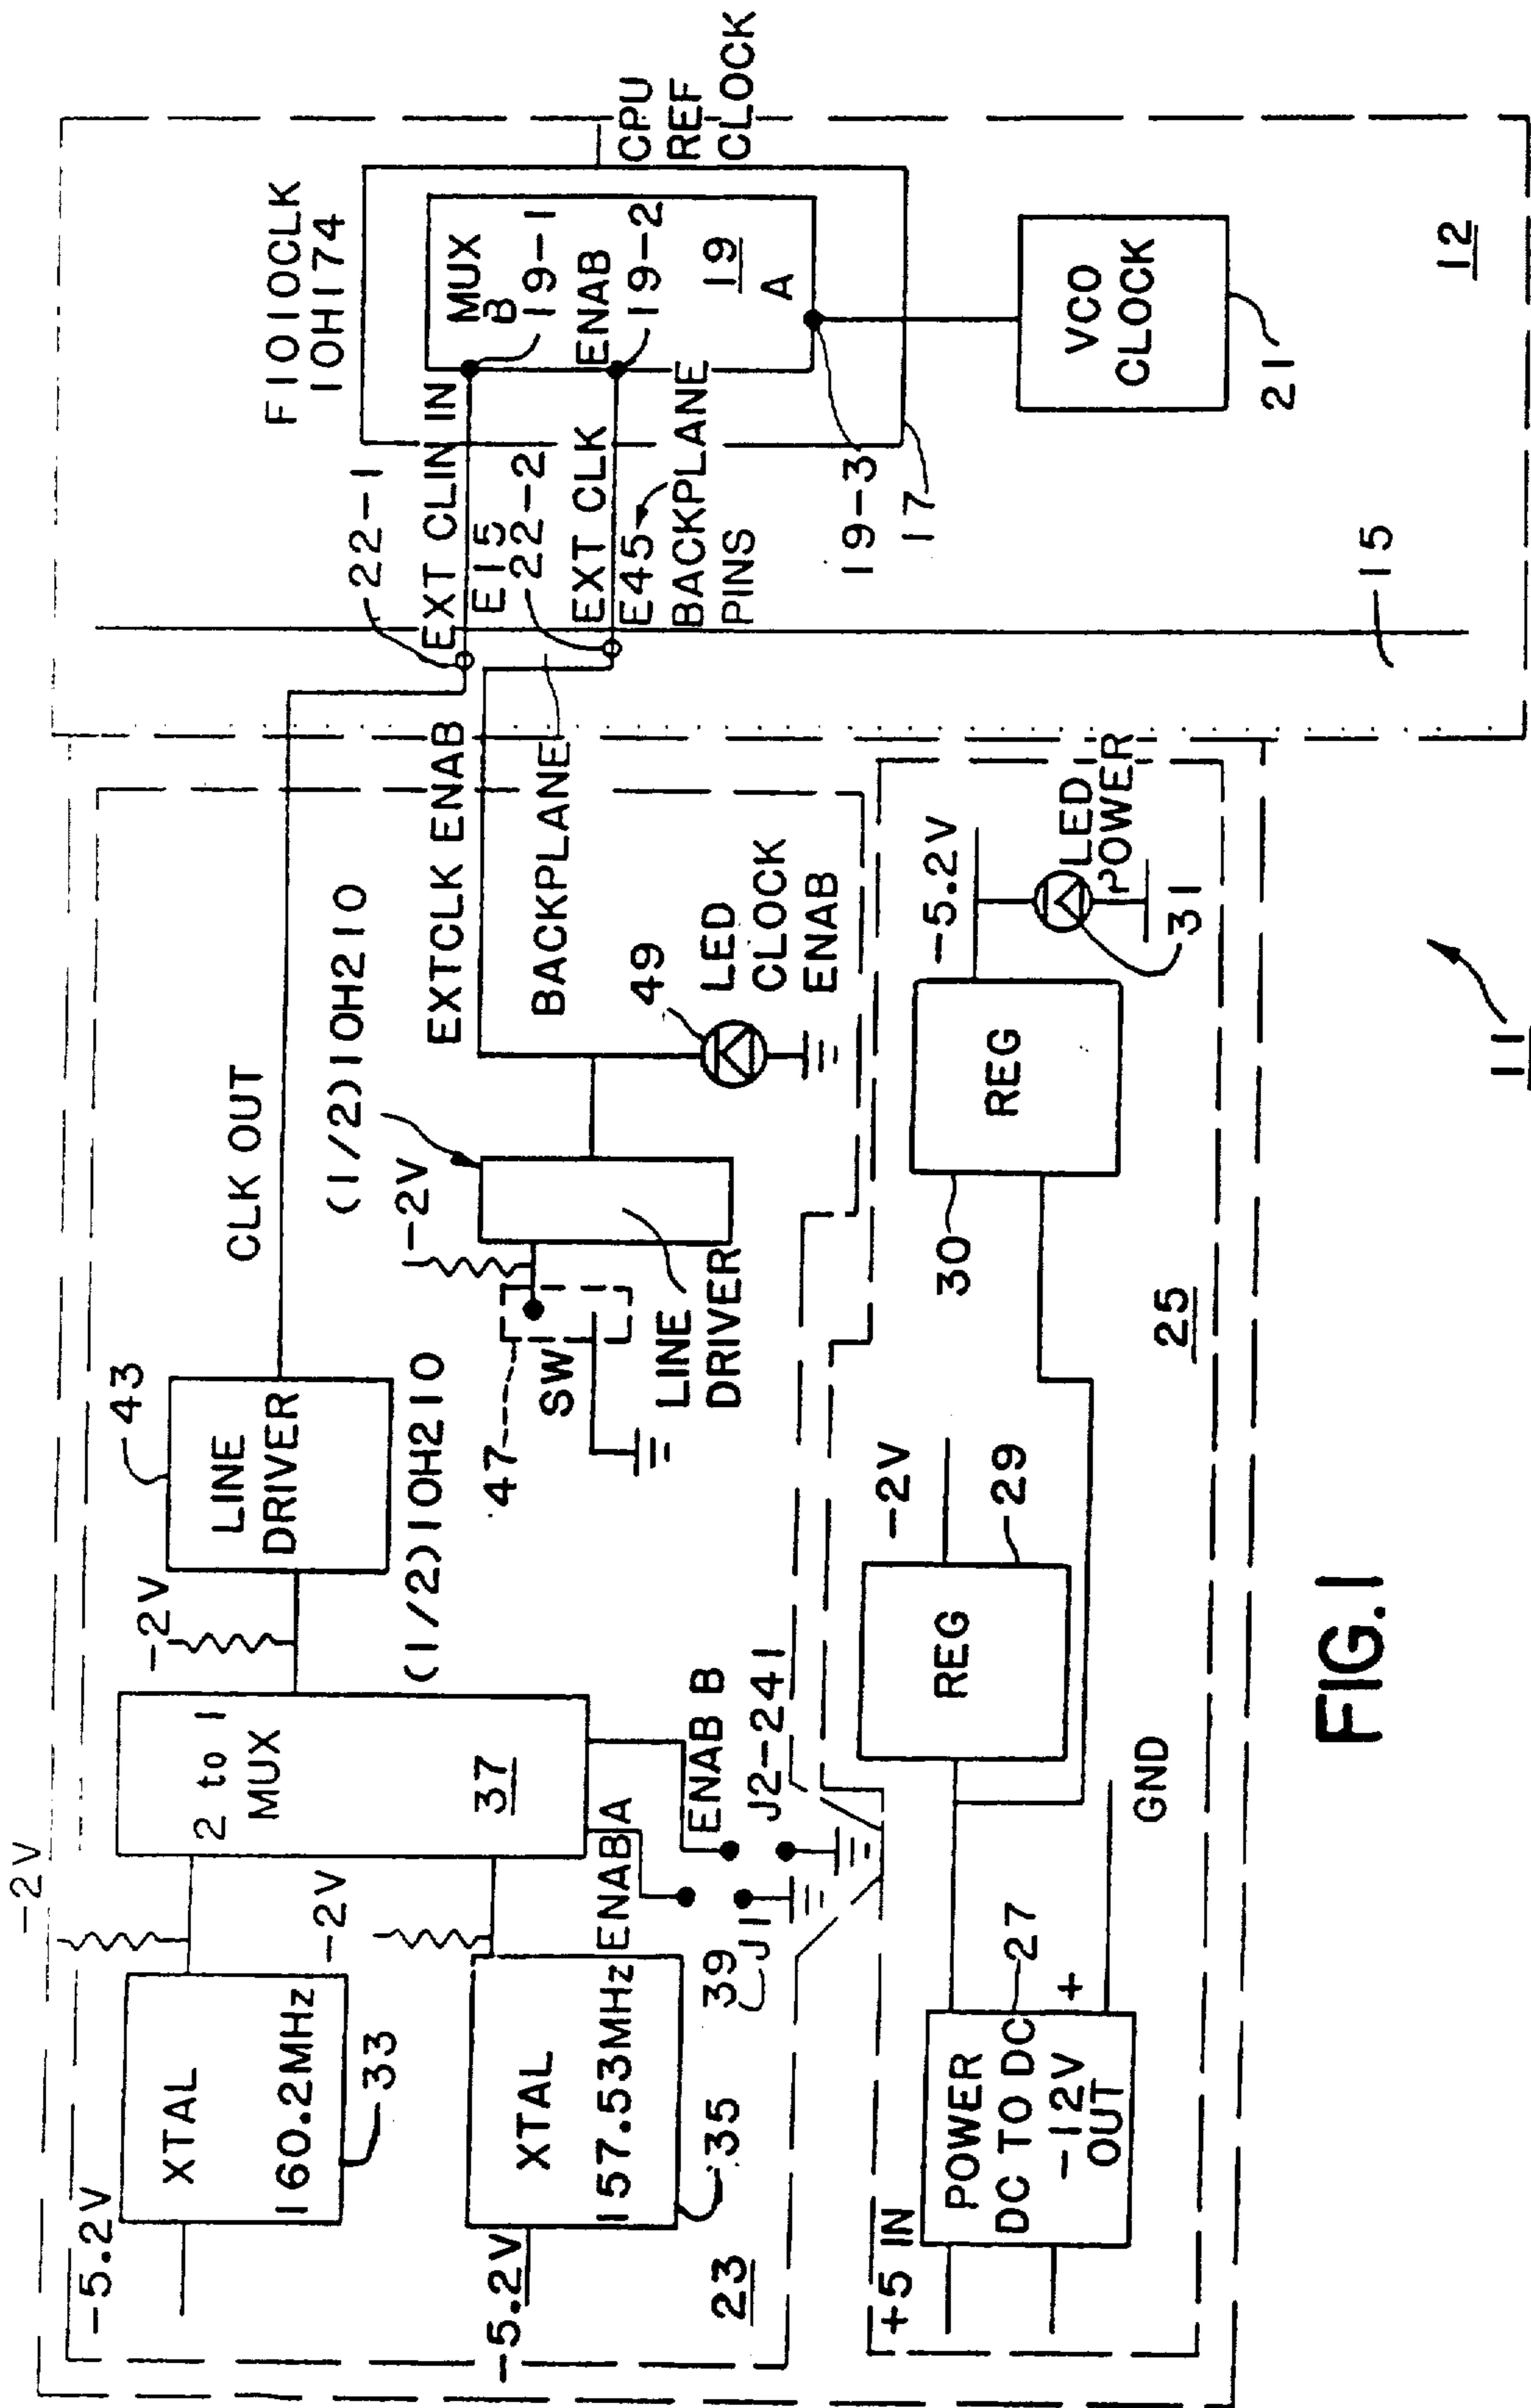 -2V
-5.2V
XTAL
160.2MHz
33
-2V
-5.2V
XTAL
157.53MHz
35
23
2 to 1
MUX
37
ENAB A
ENAB B
39
J1
J2-241
-2V
LINE
DRIVER
43
(1/2)10H210
CLK OUT
47
SW
-2V
(1/2)10H210
LINE
DRIVER
EXTCLK ENAB
BACKPLANE
49
LED
CLOCK
ENAB
+5 IN
POWER
DC TO DC
-12V
OUT
27
+
GND
REG
-2V
29
REG
30
-5.2V
LED
POWER
31
25
22-1
EXT CLIN IN
E15
22-2
EXT CLK
E45
BACKPLANE
PINS
F1010CLK
10H174
MUX
B
19-1
ENAB
19-2
19
A
19-3
17
CPU
REF
CLOCK
VCO
CLOCK
21
15
12
11
FIG.1